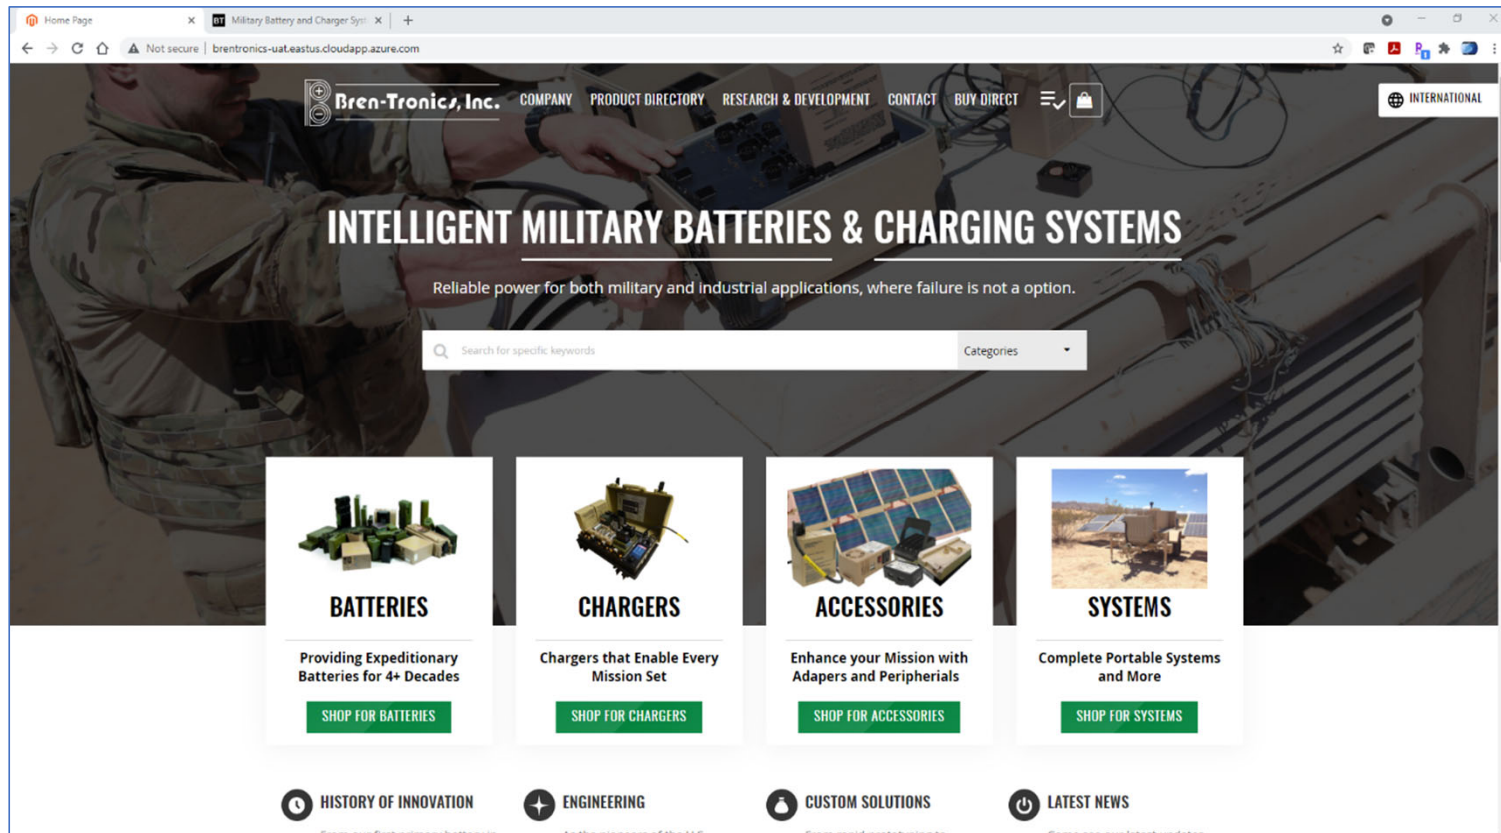 Home Page
Military Battery and Charger Syst
Not secure | brentronics-uat.eastus.cloudapp.azure.com
Bren-Tronics, Inc.
COMPANY PRODUCT DIRECTORY RESEARCH & DEVELOPMENT CONTACT BUY DIRECT
INTERNATIONAL
INTELLIGENT MILITARY BATTERIES & CHARGING SYSTEMS
Reliable power for both military and industrial applications, where failure is not a option.
Search for specific keywords
Categories
BATTERIES
Providing Expeditionary
Batteries for 4+ Decades
SHOP FOR BATTERIES
CHARGERS
Chargers that Enable Every
Mission Set
SHOP FOR CHARGERS
ACCESSORIES
Enhance your Mission with
Adapers and Peripherials
SHOP FOR ACCESSORIES
SYSTEMS
Complete Portable Systems
and More
SHOP FOR SYSTEMS
HISTORY OF INNOVATION
ENGINEERING
CUSTOM SOLUTIONS
LATEST NEWS